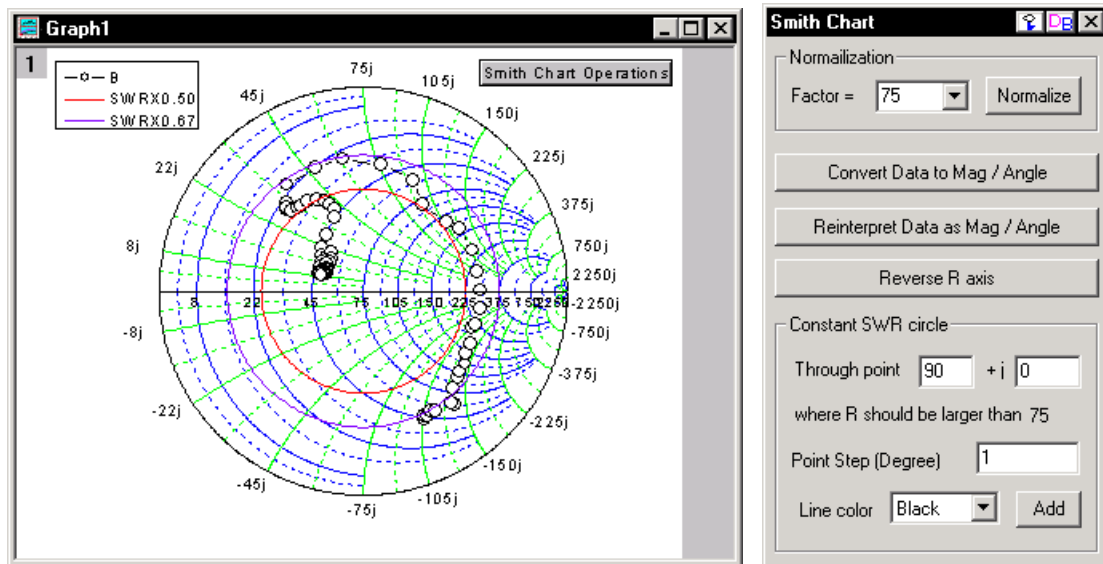 Graph1
1
B
SWRX0.50
SWRX0.67
Smith Chart Operations
75j
105j
45j
150j
22j
225j
375j
8j
750j
2250j
8 22 45 75 105 150 225 375 750
-2250j
-8j
-750j
-375j
-22j
-225j
-45j
-150j
-75j
-105j
Smith Chart
DB
Normailization
Factor = 75 Normalize
Convert Data to Mag / Angle
Reinterpret Data as Mag / Angle
Reverse R axis
Constant SWR circle
Through point 90 + j 0
where R should be larger than 75
Point Step (Degree) 1
Line color Black Add